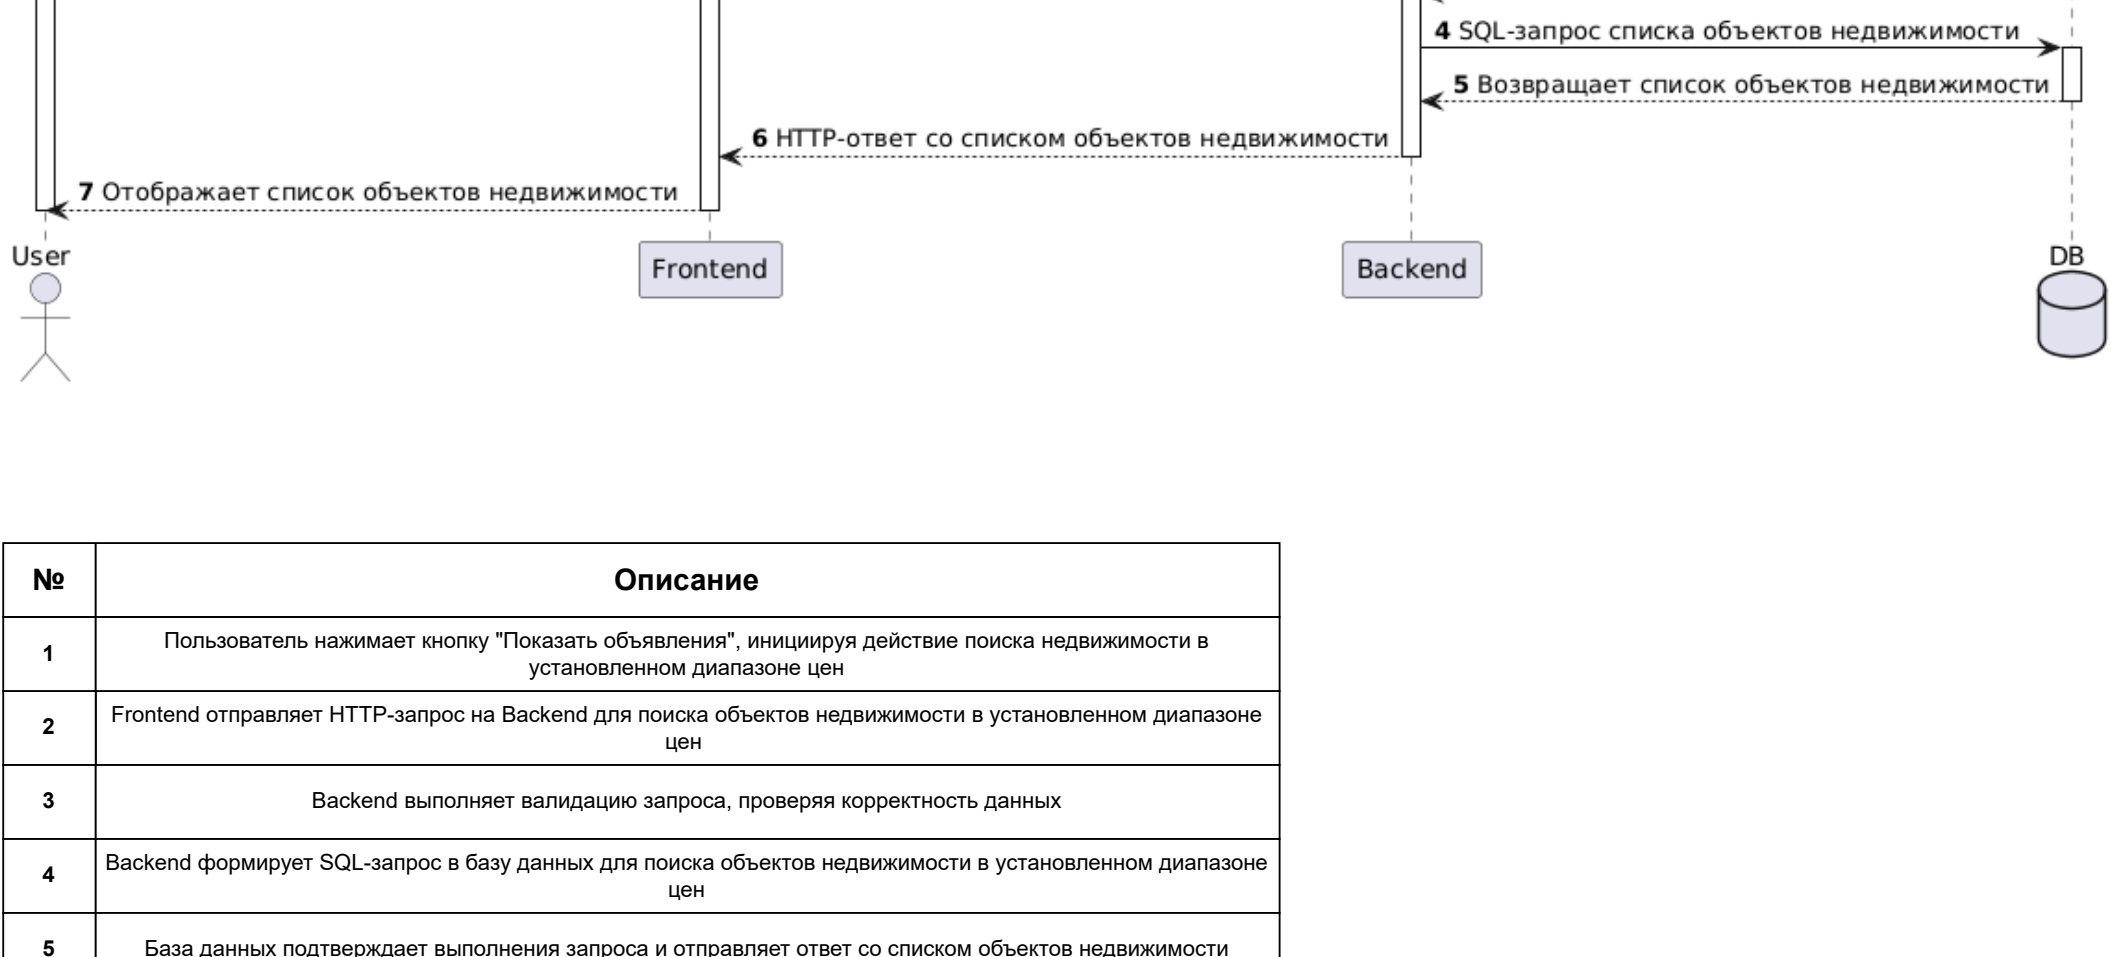 4 SQL-запрос списка объектов недвижимости
5 Возвращает список объектов недвижимости
6 HTTP-ответ со списком объектов недвижимости
7 Отображает список объектов недвижимости
User
Frontend
Backend
DB
№ Описание
1 Пользователь нажимает кнопку "Показать объявления", инициируя действие поиска недвижимости в
установленном диапазоне цен
2 Frontend отправляет HTTP-запрос на Backend для поиска объектов недвижимости в установленном диапазоне
цен
3 Backend выполняет валидацию запроса, проверяя корректность данных
4 Backend формирует SQL-запрос в базу данных для поиска объектов недвижимости в установленном диапазоне
цен
5 База данных подтверждает выполнения запроса и отправляет ответ со списком объектов недвижимости